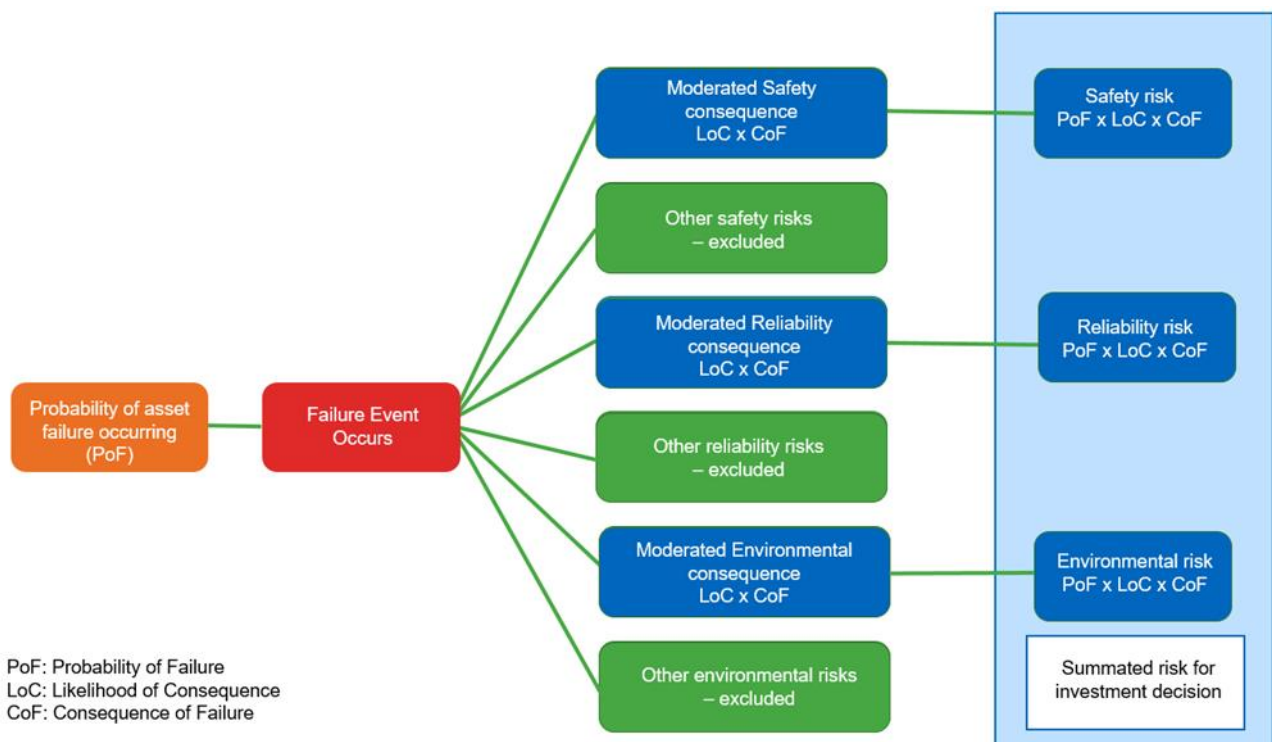 Probability of asset
failure occurring
(PoF)
Failure Event
Occurs
Moderated Safety
consequence
LoC x CoF
Other safety risks
– excluded
Moderated Reliability
consequence
LoC x CoF
Other reliability risks
– excluded
Moderated Environmental
consequence
LoC x CoF
Other environmental risks
– excluded
Safety risk
PoF x LoC x CoF
Reliability risk
PoF x LoC x CoF
Environmental risk
PoF x LoC x CoF
Summated risk for
investment decision
PoF: Probability of Failure
LoC: Likelihood of Consequence
CoF: Consequence of Failure